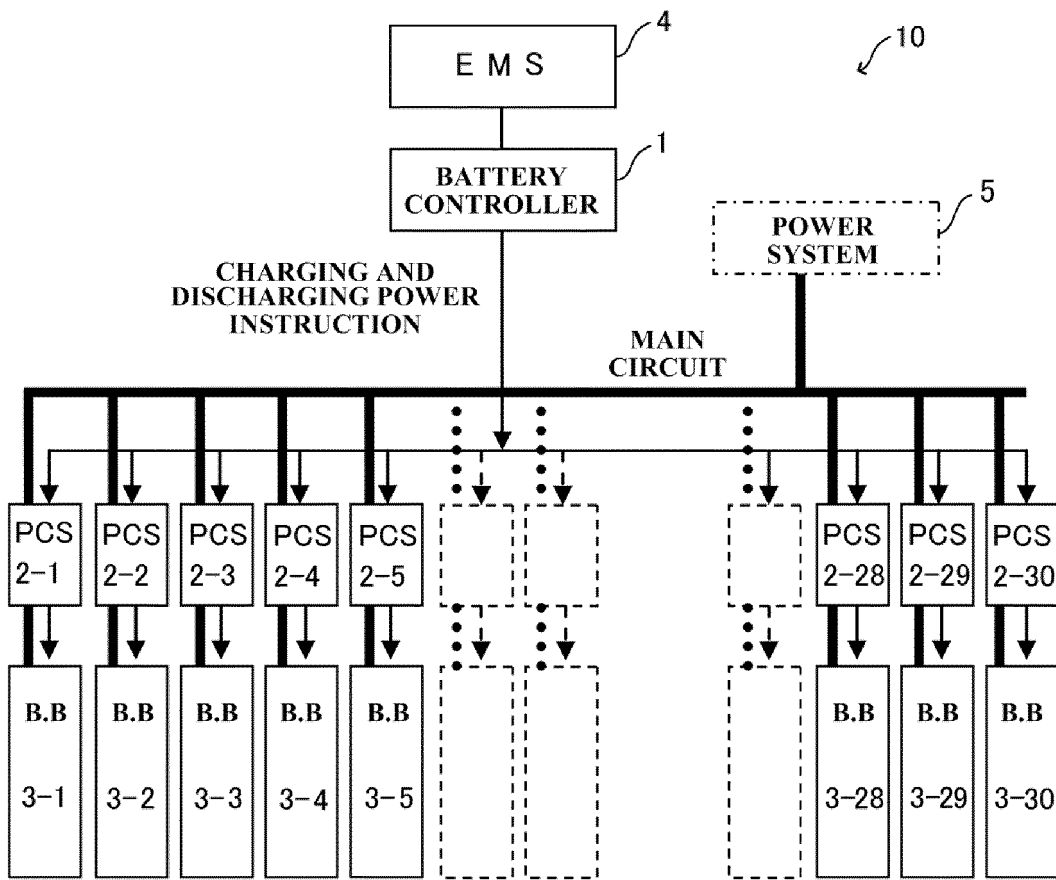 4
10
E M S
1
BATTERY
CONTROLLER
5
POWER
SYSTEM
CHARGING AND
DISCHARGING POWER
INSTRUCTION
MAIN
CIRCUIT
PCS PCS PCS PCS PCS PCS PCS PCS
2-1 2-2 2-3 2-4 2-5 2-28 2-29 2-30
B.B B.B B.B B.B B.B B.B B.B B.B
3-1 3-2 3-3 3-4 3-5 3-28 3-29 3-30